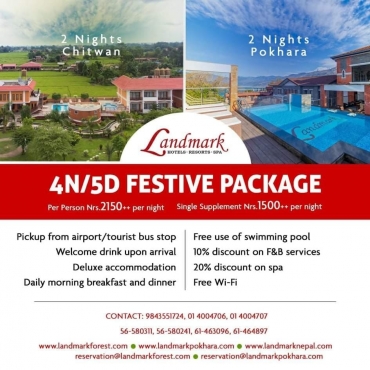 2 Nights
Chitwan
2 Nights
Pokhara
Landmark
HOTELS RESORTS SPA
4N/5D FESTIVE PACKAGE
Per Person Nrs.2150++ per night Single Supplement Nrs.1500++ per night
Pickup from airport/tourist bus stop
Welcome drink upon arrival
Deluxe accommodation
Daily morning breakfast and dinner
Free use of swimming pool
10% discount on F&B services
20% discount on spa
Free Wi-Fi
CONTACT: 9843551724, 01 4004706, 01 4004707
56-580311, 56-580241, 61-463096, 61-464897
www.landmarkforest.com ● www.landmarkpokhara.com ● www.landmarknepal.com
reservation@landmarkforest.com ● reservation@landmarkpokhara.com